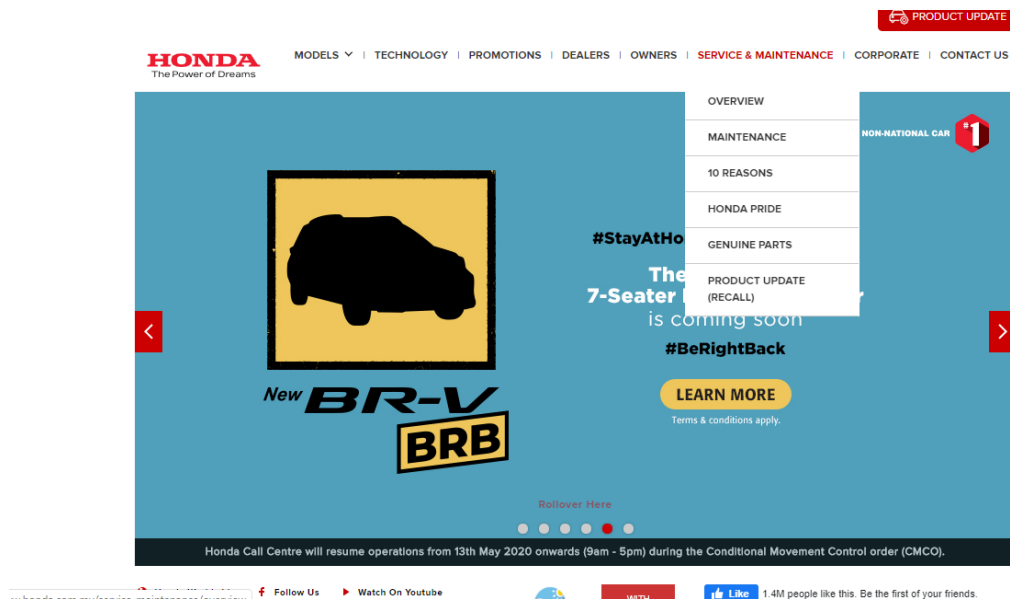 PRODUCT UPDATE
HONDA
The Power of Dreams
MODELS | TECHNOLOGY | PROMOTIONS | DEALERS | OWNERS | SERVICE & MAINTENANCE | CORPORATE | CONTACT US
OVERVIEW
MAINTENANCE
10 REASONS
HONDA PRIDE
GENUINE PARTS
PRODUCT UPDATE
(RECALL)
NON-NATIONAL CAR #1
#StayAtHo
The
7-Seater
is coming soon
#BeRightBack
LEARN MORE
Terms & conditions apply.
New BR-V
BRB
Rollover Here
Honda Call Centre will resume operations from 13th May 2020 onwards (9am - 5pm) during the Conditional Movement Control order (CMCO).
Follow Us
Watch On Youtube
WITH
Like 1.4M people like this. Be the first of your friends.